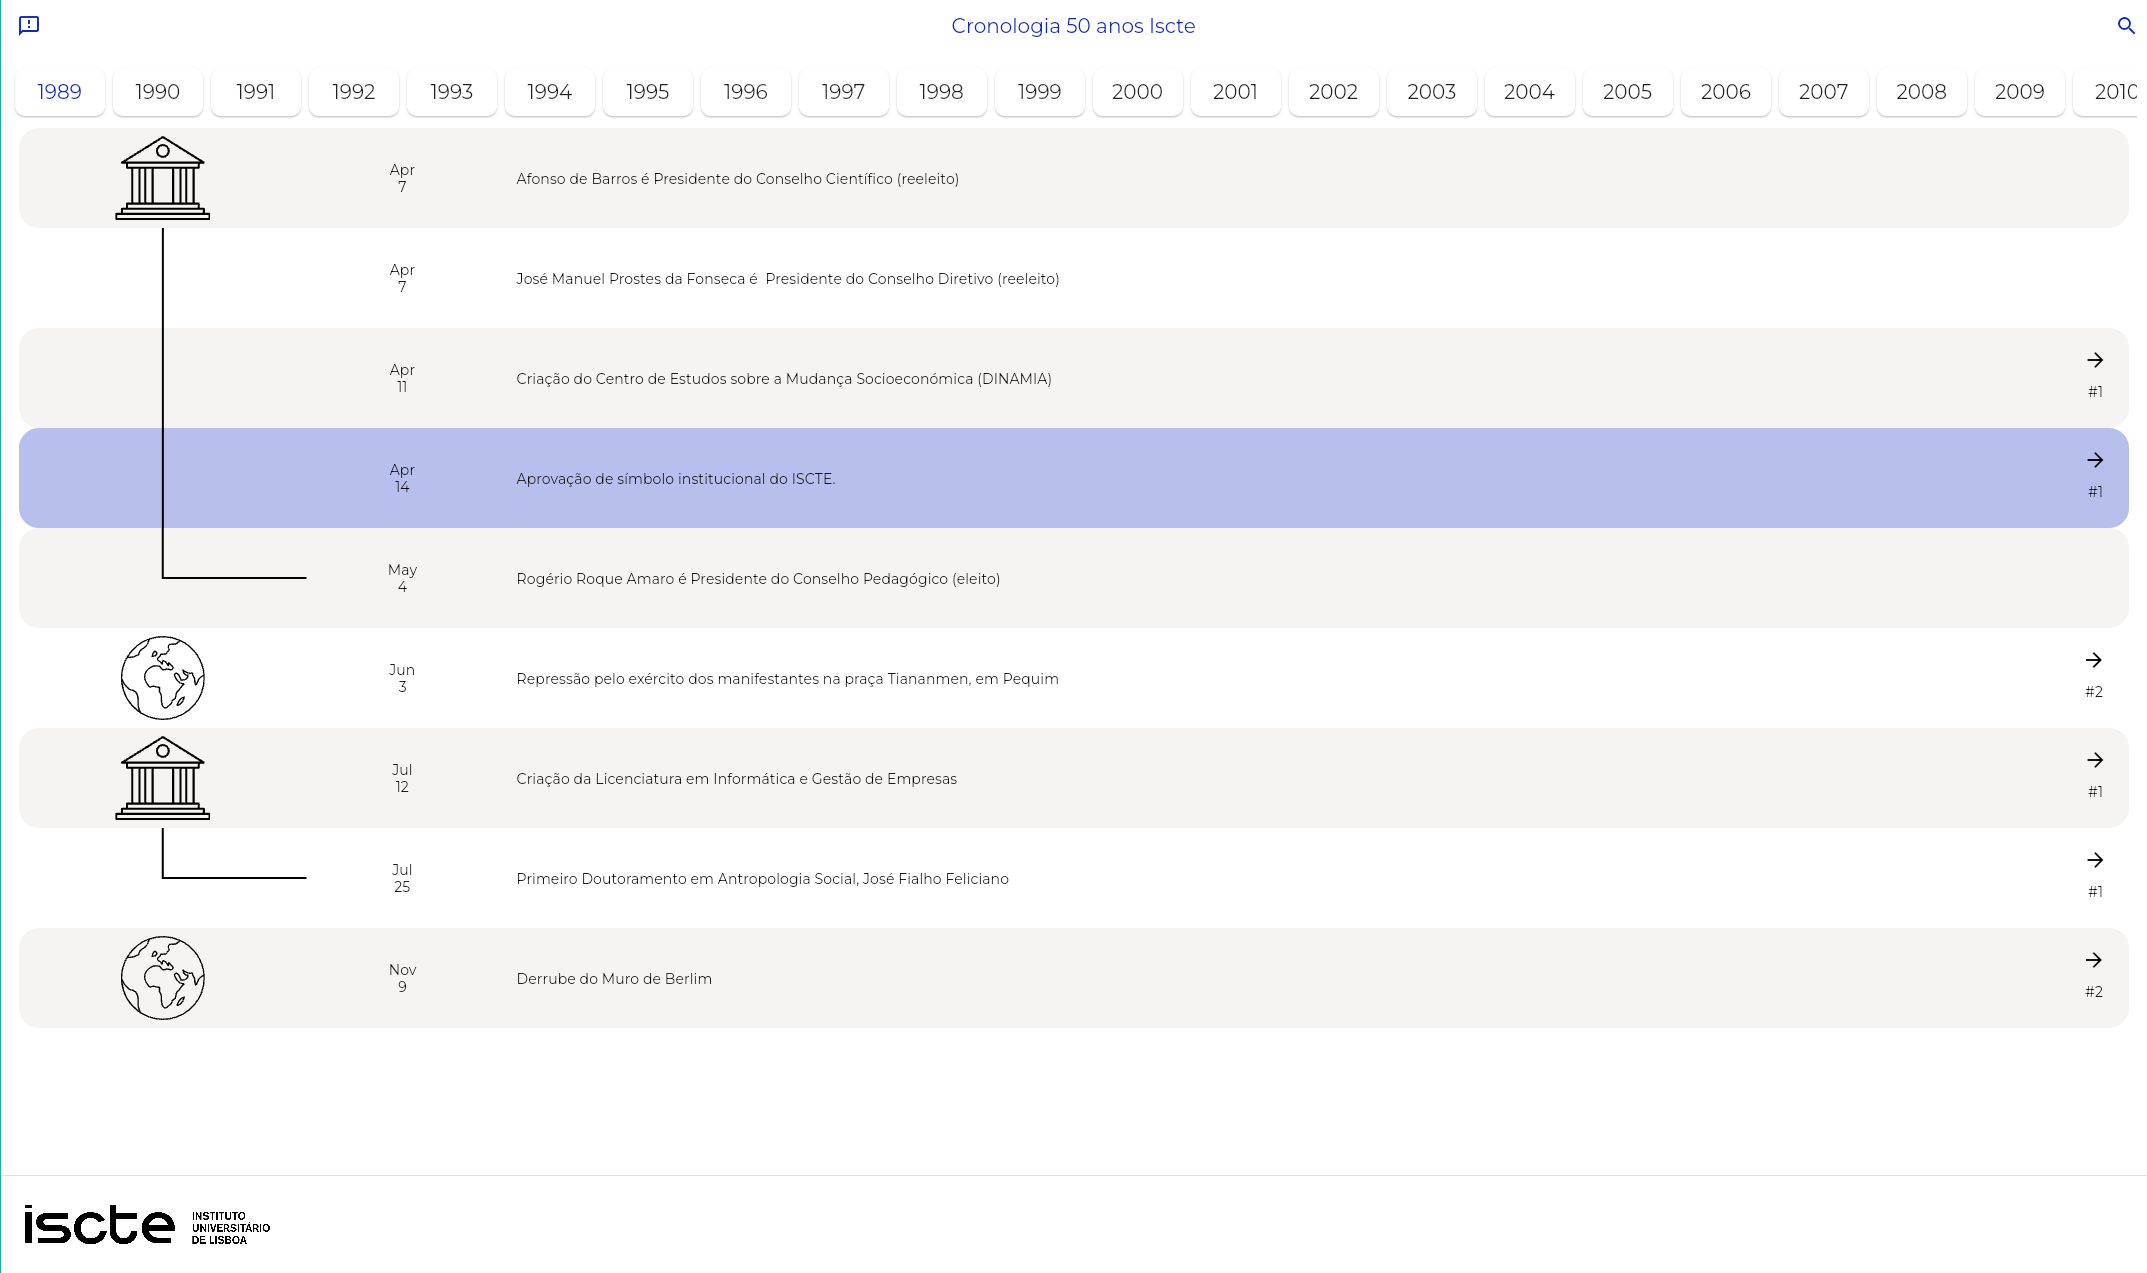 Cronologia 50 anos Iscte
1989 1990 1991 1992 1993 1994 1995 1996 1997 1998 1999 2000 2001 2002 2003 2004 2005 2006 2007 2008 2009 2010
Apr
7
Afonso de Barros é Presidente do Conselho Científico (reeleito)
Apr
7
José Manuel Prostes da Fonseca é  Presidente do Conselho Diretivo (reeleito)
Apr
11
Criação do Centro de Estudos sobre a Mudança Socioeconómica (DINAMIA)
#1
Apr
14
Aprovação de símbolo institucional do ISCTE.
#1
May
4
Rogério Roque Amaro é Presidente do Conselho Pedagógico (eleito)
Jun
3
Repressão pelo exército dos manifestantes na praça Tiananmen, em Pequim
#2
Jul
12
Criação da Licenciatura em Informática e Gestão de Empresas
#1
Jul
25
Primeiro Doutoramento em Antropologia Social, José Fialho Feliciano
#1
Nov
9
Derrube do Muro de Berlim
#2
iscte
INSTITUTO
UNIVERSITÁRIO
DE LISBOA